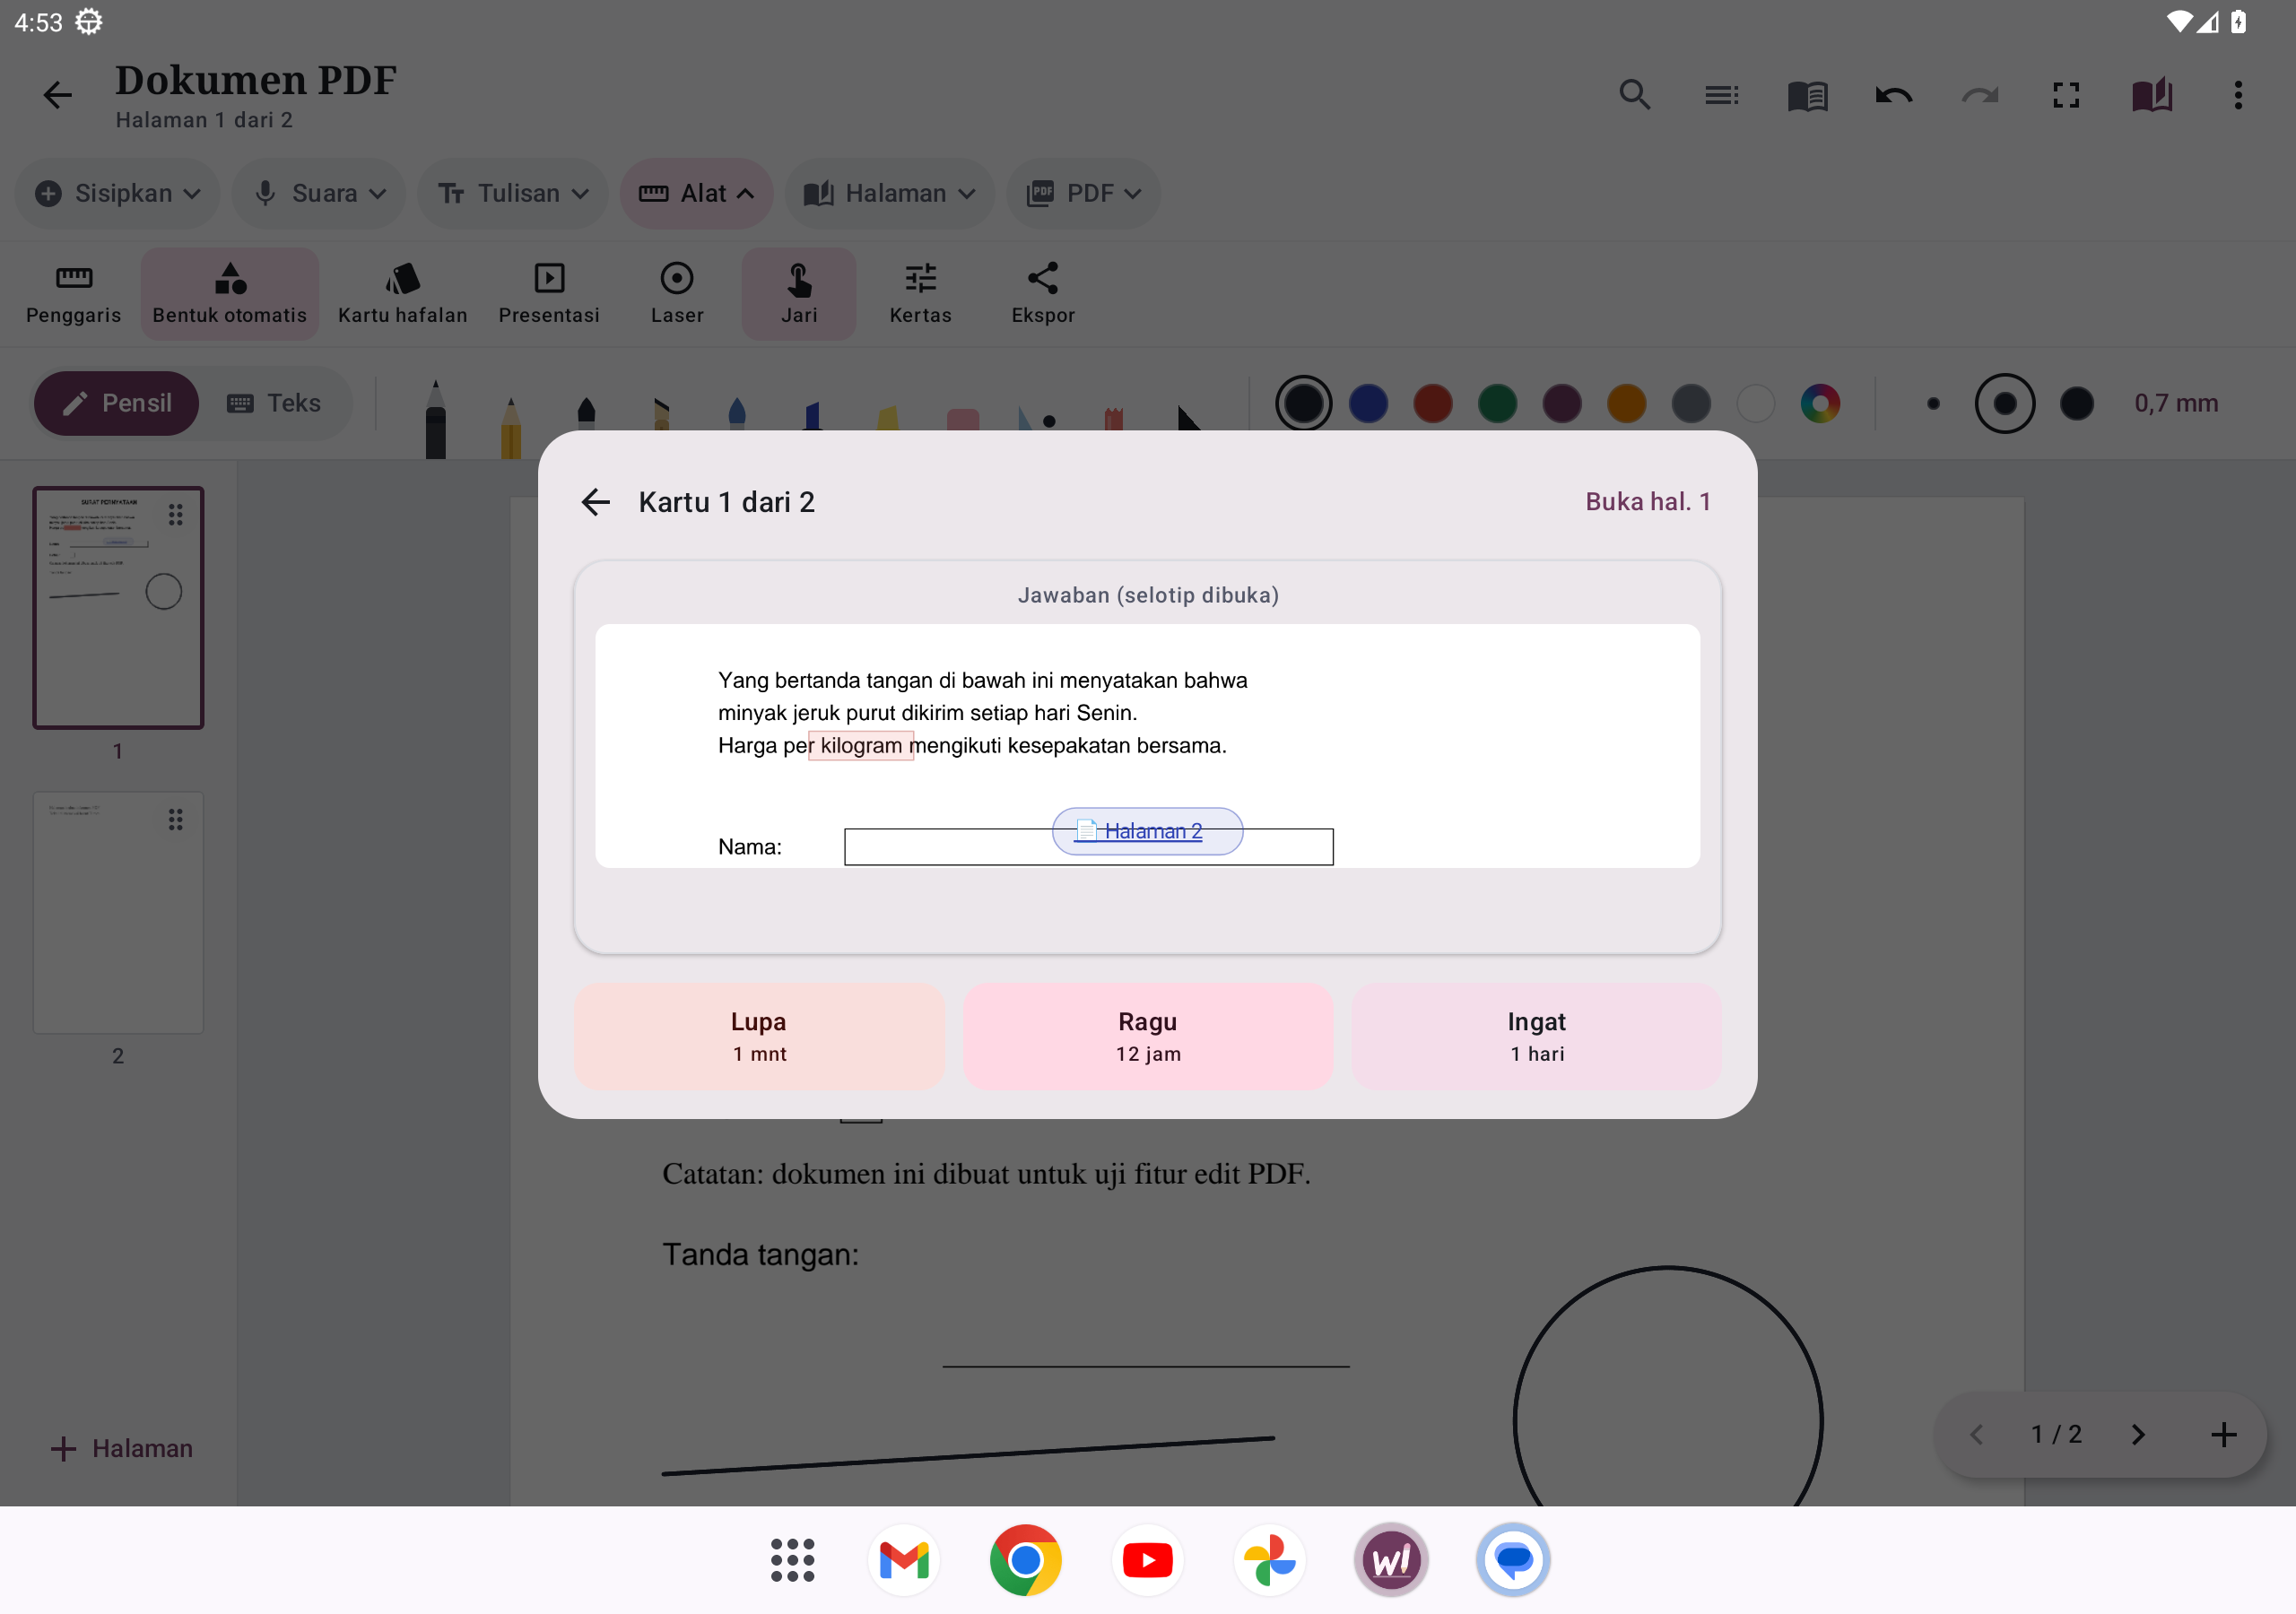 4:53
Dokumen PDF
Halaman 1 dari 2
Sisipkan
Suara
Tulisan
Alat
Halaman
PDF
Penggaris
Bentuk otomatis
Kartu hafalan
Presentasi
Laser
Jari
Kertas
Ekspor
Pensil
Teks
0,7 mm
Kartu 1 dari 2
Buka hal. 1
Jawaban (selotip dibuka)
Yang bertanda tangan di bawah ini menyatakan bahwa
minyak jeruk purut dikirim setiap hari Senin.
Harga per kilogram mengikuti kesepakatan bersama.
Halaman 2
Nama:
Lupa
1 mnt
Ragu
12 jam
Ingat
1 hari
SURAT PERNYATAAN
1
2
Catatan: dokumen ini dibuat untuk uji fitur edit PDF.
Tanda tangan:
Halaman
1 / 2